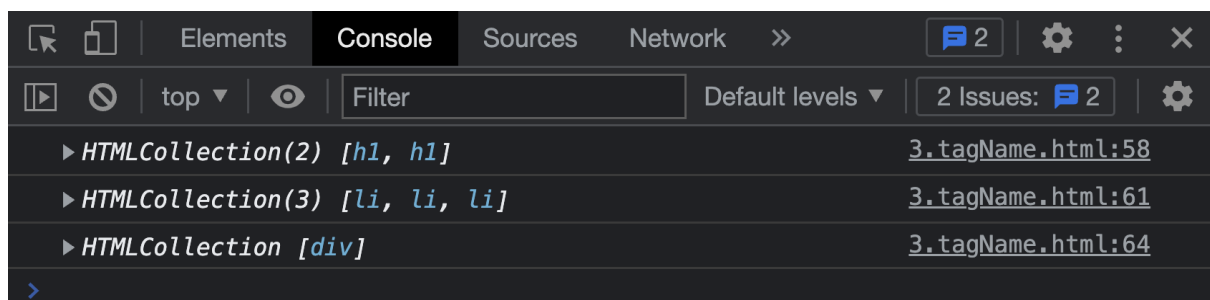 Elements Console Sources Network » 2
top ▼ Filter Default levels ▼ 2 Issues: 2
▶HTMLCollection(2) [h1, h1] 3.tagName.html:58
▶HTMLCollection(3) [li, li, li] 3.tagName.html:61
▶HTMLCollection [div] 3.tagName.html:64
>